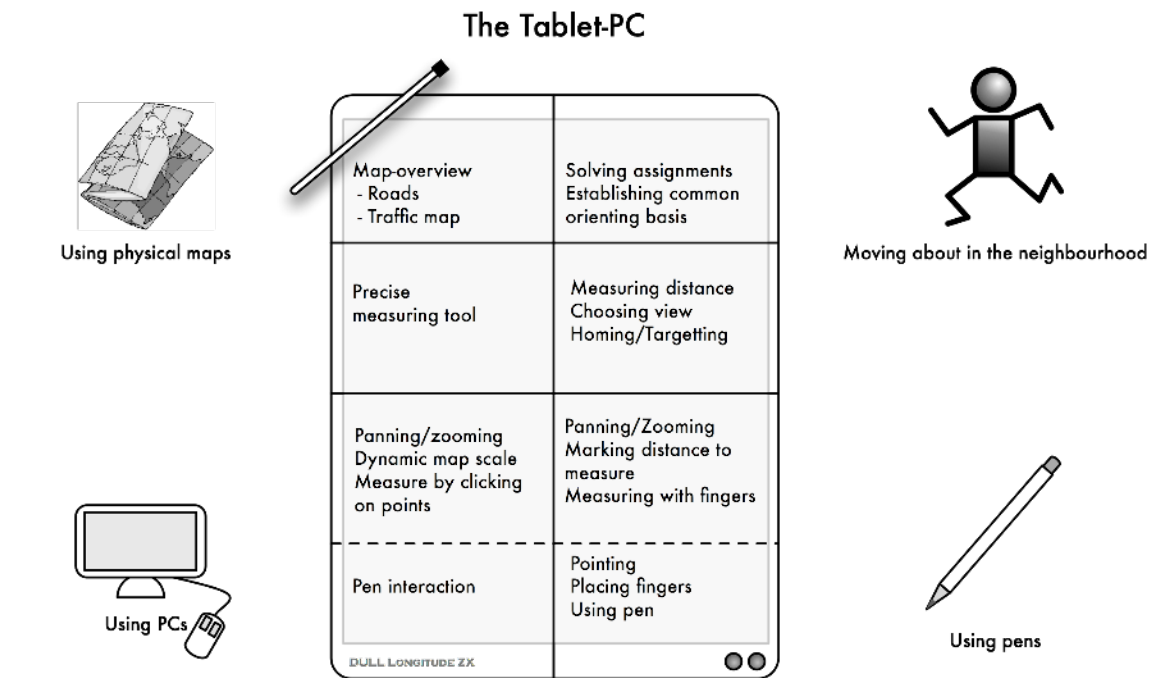 The Tablet-PC
Using physical maps
Map-overview
- Roads
- Traffic map
Solving assignments
Establishing common
orienting basis
Moving about in the neighbourhood
Precise
measuring tool
Measuring distance
Choosing view
Homing/Targetting
Panning/zooming
Dynamic map scale
Measure by clicking
on points
Panning/Zooming
Marking distance to
measure
Measuring with fingers
Using PCs
Pen interaction
Pointing
Placing fingers
Using pen
Using pens
DULL LONGITUDE ZX